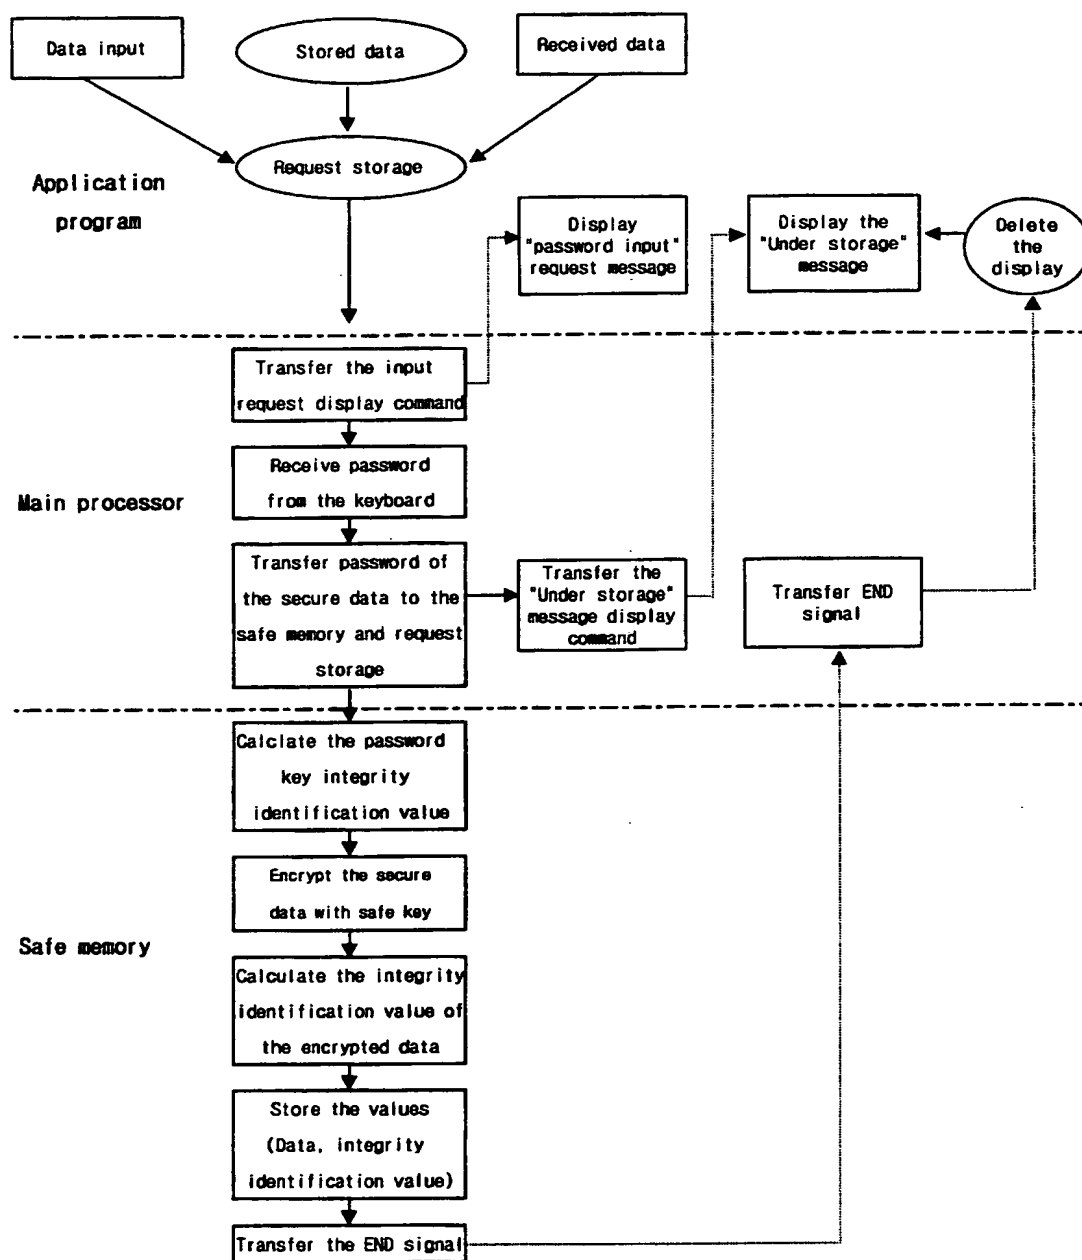 Data input
Stored data
Received data
Request storage
Application
program
Display
"password input"
request message
Display the
"Under storage"
message
Delete
the
display
Transfer the input
request display command
Receive password
from the keyboard
Main processor
Transfer password of
the secure data to the
safe memory and request
storage
Transfer the
"Under storage"
message display
command
Transfer END
signal
Calclate the password
key integrity
identification value
Encrypt the secure
data with safe key
Safe memory
Calculate the integrity
identification value of
the encrypted data
Store the values
(Data, integrity
identification value)
Transfer the END signal